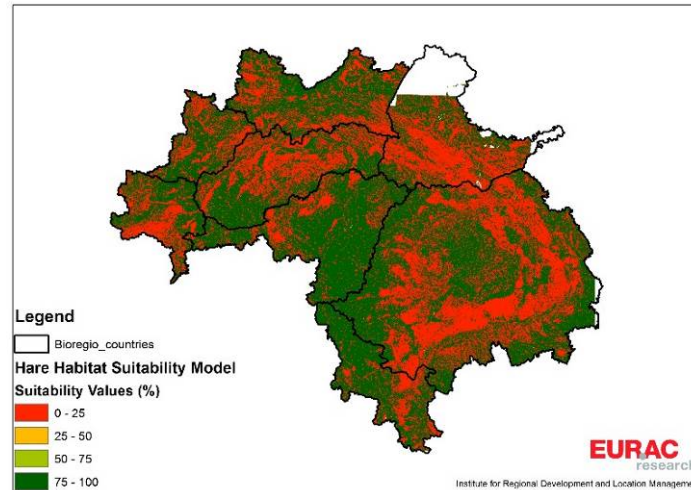 Legend
Bioregio_countries
Hare Habitat Suitability Model
Suitability Values (%)
0 - 25
25 - 50
50 - 75
75 - 100
EURAC
research
Institute for Regional Development and Location Manageme